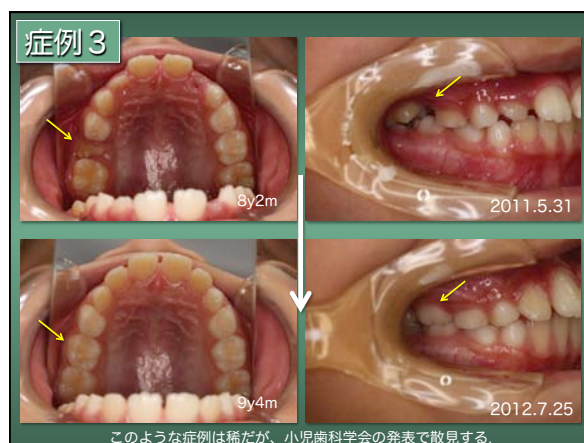 症例３
8y2m
2011.5.31
9y4m
2012.7.25
このような症例は稀だが、小児歯科学会の発表で散見する。